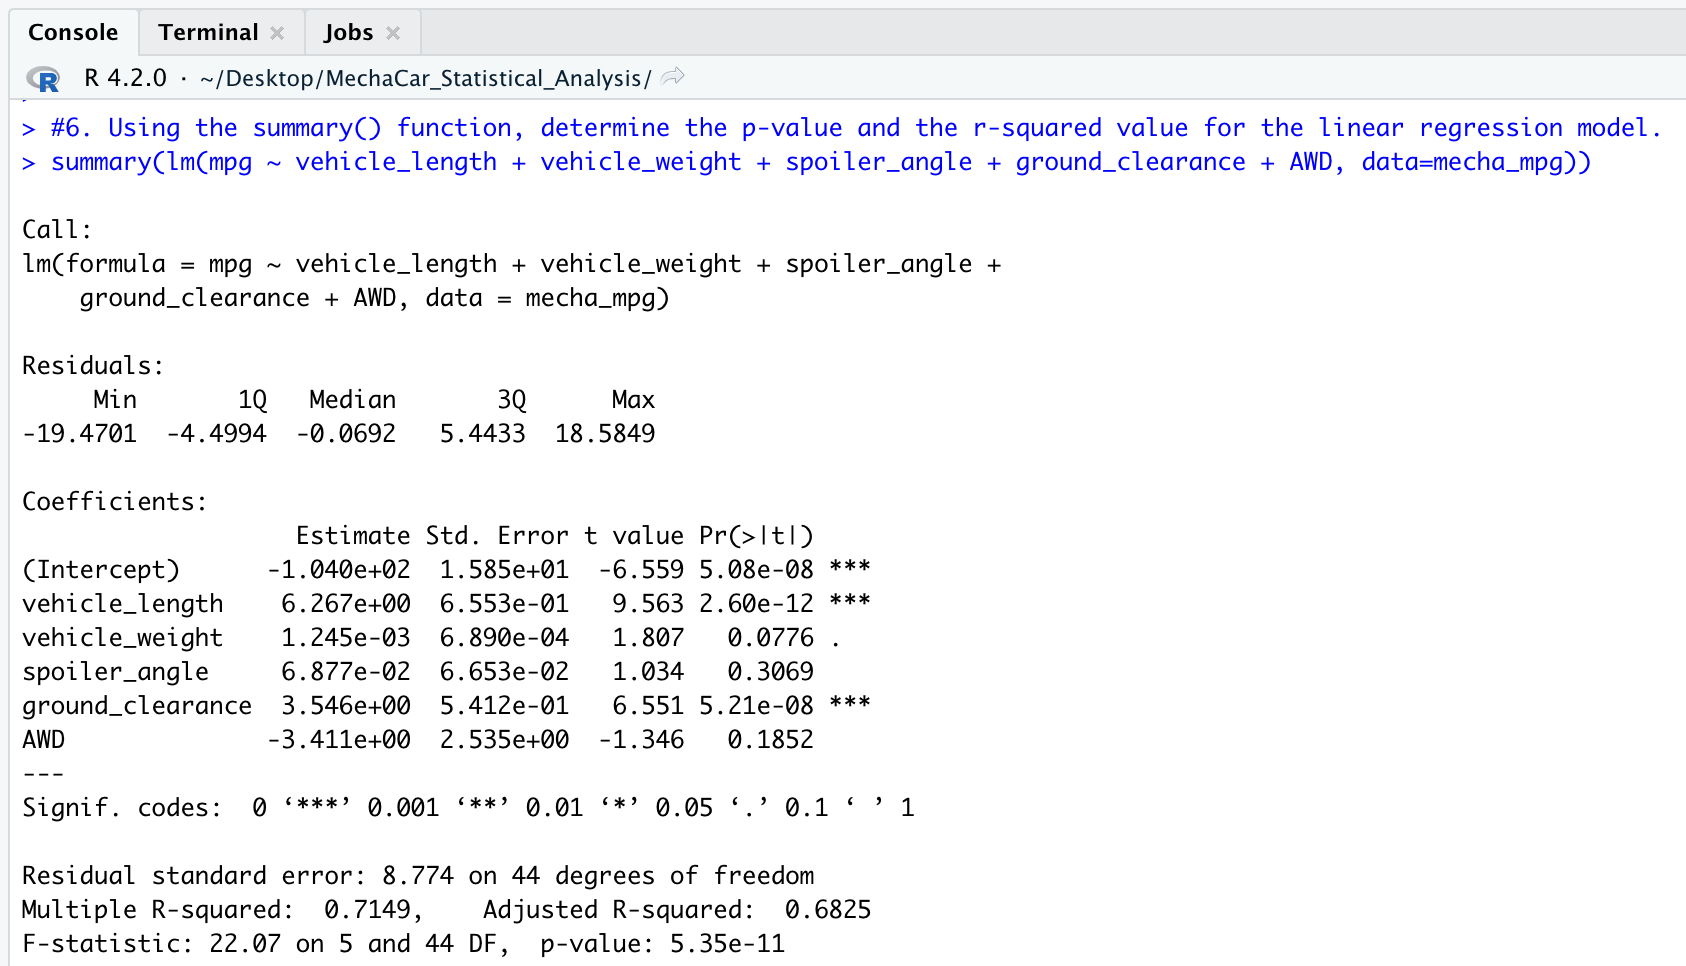 Console Terminal × Jobs ×
R R 4.2.0 · ~/Desktop/MechaCar_Statistical_Analysis/
> #6. Using the summary() function, determine the p-value and the r-squared value for the linear regression model.
> summary(lm(mpg ~ vehicle_length + vehicle_weight + spoiler_angle + ground_clearance + AWD, data=mecha_mpg))

Call:
lm(formula = mpg ~ vehicle_length + vehicle_weight + spoiler_angle +
    ground_clearance + AWD, data = mecha_mpg)

Residuals:
     Min       1Q   Median       3Q      Max
-19.4701  -4.4994  -0.0692   5.4433  18.5849

Coefficients:
                   Estimate Std. Error t value Pr(>|t|)
(Intercept)      -1.040e+02  1.585e+01  -6.559 5.08e-08 ***
vehicle_length    6.267e+00  6.553e-01   9.563 2.60e-12 ***
vehicle_weight    1.245e-03  6.890e-04   1.807   0.0776 .
spoiler_angle     6.877e-02  6.653e-02   1.034   0.3069
ground_clearance  3.546e+00  5.412e-01   6.551 5.21e-08 ***
AWD              -3.411e+00  2.535e+00  -1.346   0.1852
---
Signif. codes:  0 ‘***’ 0.001 ‘**’ 0.01 ‘*’ 0.05 ‘.’ 0.1 ‘ ’ 1

Residual standard error: 8.774 on 44 degrees of freedom
Multiple R-squared:  0.7149,    Adjusted R-squared:  0.6825
F-statistic: 22.07 on 5 and 44 DF,  p-value: 5.35e-11